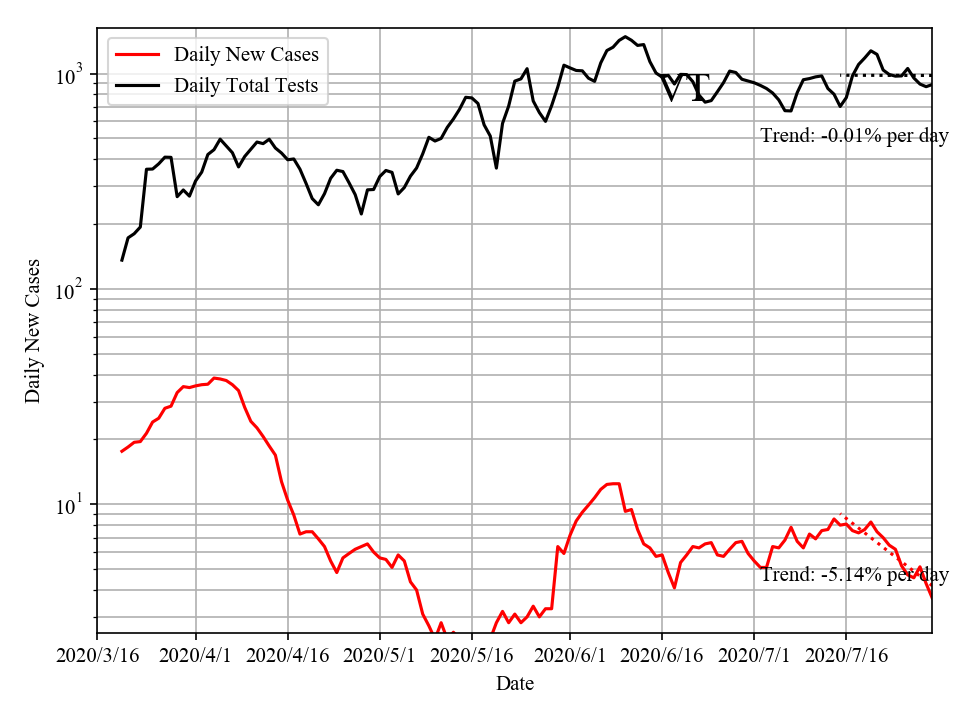 Daily New Cases
Daily Total Tests
VT
Trend: -0.01% per day
Trend: -5.14% per day
10³
10²
10¹
Daily New Cases
2020/3/16 2020/4/1 2020/4/16 2020/5/1 2020/5/16 2020/6/1 2020/6/16 2020/7/1 2020/7/16
Date